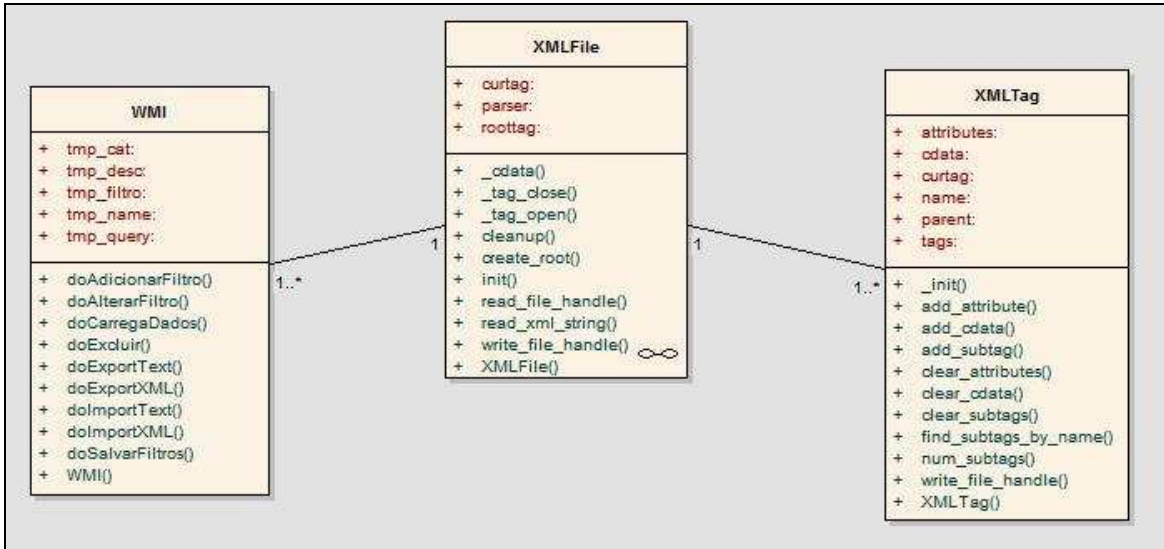 WMI
+ tmp_cat:
+ tmp_desc:
+ tmp_filtro:
+ tmp_name:
+ tmp_query:
+ doAdicionarFiltro()
+ doAlterarFiltro()
+ doCarregaDados()
+ doExcluir()
+ doExportText()
+ doExportXML()
+ doImportText()
+ doImportXML()
+ doSalvarFiltros()
+ WMI()
1..*
1
XMLFile
+ curtag:
+ parser:
+ roottag:
+ _cdata()
+ _tag_close()
+ _tag_open()
+ cleanup()
+ create_root()
+ init()
+ read_file_handle()
+ read_xml_string()
+ write_file_handle()
+ XMLFile()
1
1..*
XMLTag
+ attributes:
+ cdata:
+ curtag:
+ name:
+ parent:
+ tags:
+ _init()
+ add_attribute()
+ add_cdata()
+ add_subtag()
+ clear_attributes()
+ clear_cdata()
+ clear_subtags()
+ find_subtags_by_name()
+ num_subtags()
+ write_file_handle()
+ XMLTag()